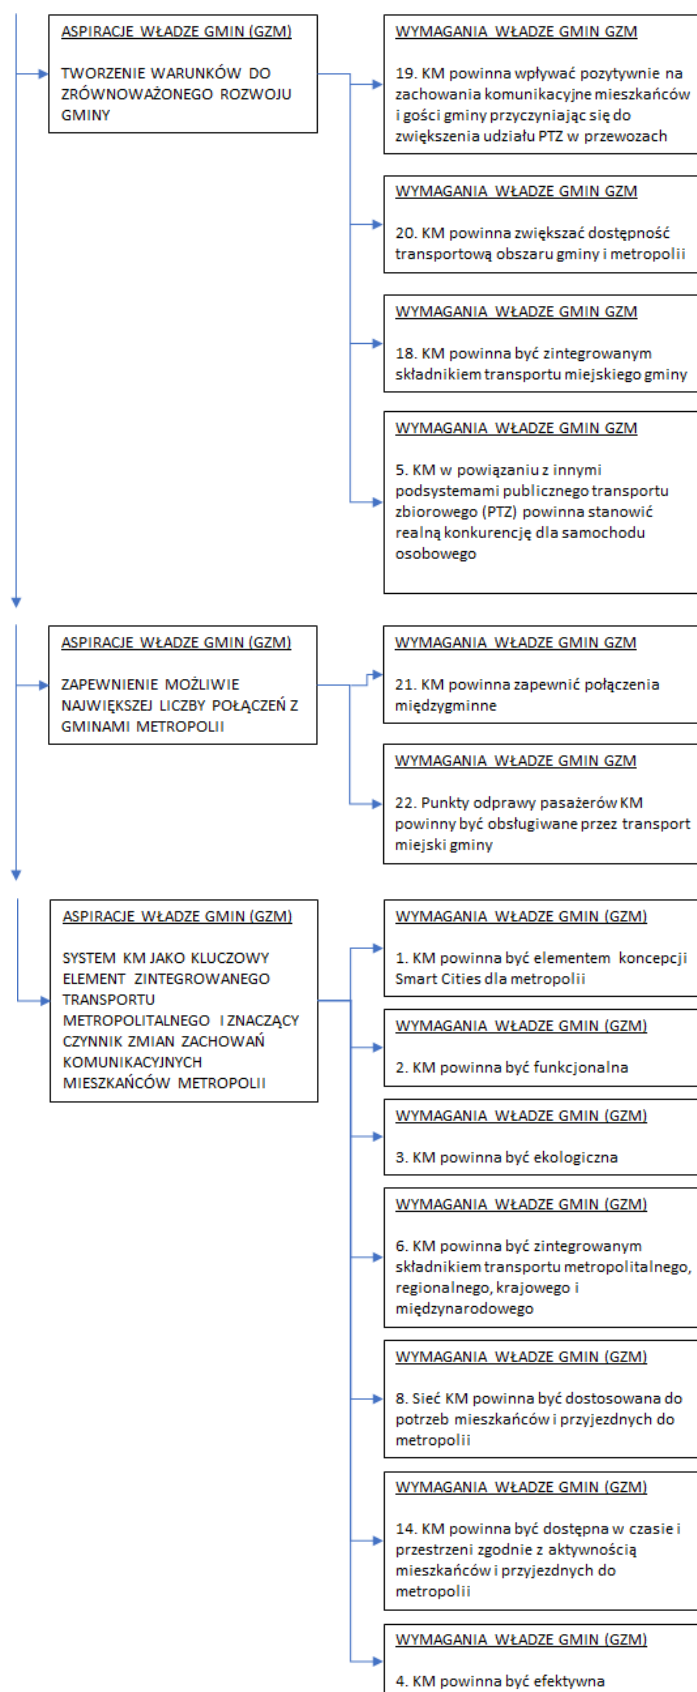 ASPIRACJE WŁADZE GMIN (GZM)
TWORZENIE WARUNKÓW DO
ZRÓWNOWAŻONEGO ROZWOJU
GMINY
WYMAGANIA WŁADZE GMIN GZM
19. KM powinna wpływać pozytywnie na
zachowania komunikacyjne mieszkańców
i gości gminy przyczyniając się do
zwiększenia udziału PTZ w przewozach
WYMAGANIA WŁADZE GMIN GZM
20. KM powinna zwiększać dostępność
transportową obszaru gminy i metropolii
WYMAGANIA WŁADZE GMIN GZM
18. KM powinna być zintegrowanym
składnikiem transportu miejskiego gminy
WYMAGANIA WŁADZE GMIN GZM
5. KM w powiązaniu z innymi
podsystemami publicznego transportu
zbiorowego (PTZ) powinna stanowić
realną konkurencję dla samochodu
osobowego
ASPIRACJE WŁADZE GMIN (GZM)
ZAPEWNIENIE MOŻLIWIE
NAJWIĘKSZEJ LICZBY POŁĄCZEŃ Z
GMINAMI METROPOLII
WYMAGANIA WŁADZE GMIN GZM
21. KM powinna zapewnić połączenia
międzygminne
WYMAGANIA WŁADZE GMIN GZM
22. Punkty odprawy pasażerów KM
powinny być obsługiwane przez transport
miejski gminy
ASPIRACJE WŁADZE GMIN (GZM)
SYSTEM KM JAKO KLUCZOWY
ELEMENT ZINTEGROWANEGO
TRANSPORTU
METROPOLITALNEGO I ZNACZĄCY
CZYNNIK ZMIAN ZACHOWAŃ
KOMUNIKACYJNYCH
MIESZKAŃCÓW METROPOLII
WYMAGANIA WŁADZE GMIN (GZM)
1. KM powinna być elementem koncepcji
Smart Cities dla metropolii
WYMAGANIA WŁADZE GMIN (GZM)
2. KM powinna być funkcjonalna
WYMAGANIA WŁADZE GMIN (GZM)
3. KM powinna być ekologiczna
WYMAGANIA WŁADZE GMIN (GZM)
6. KM powinna być zintegrowanym
składnikiem transportu metropolitalnego,
regionalnego, krajowego i
międzynarodowego
WYMAGANIA WŁADZE GMIN (GZM)
8. Sieć KM powinna być dostosowana do
potrzeb mieszkańców i przyjezdnych do
metropolii
WYMAGANIA WŁADZE GMIN (GZM)
14. KM powinna być dostępna w czasie i
przestrzeni zgodnie z aktywnością
mieszkańców i przyjezdnych do
metropolii
WYMAGANIA WŁADZE GMIN (GZM)
4. KM powinna być efektywna